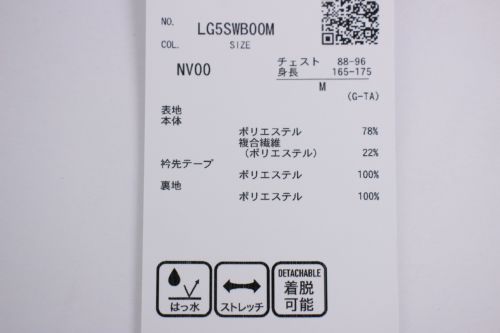 NO. LG5SWB00M
COL. SIZE
NV00 チェスト 88-96
身長 165-175
M
(G-TA)
表地
本体
ポリエステル 78%
複合繊維
(ポリエステル) 22%
衿先テープ
ポリエステル 100%
裏地
ポリエステル 100%
はっ水
ストレッチ
DETACHABLE
着脱
可能